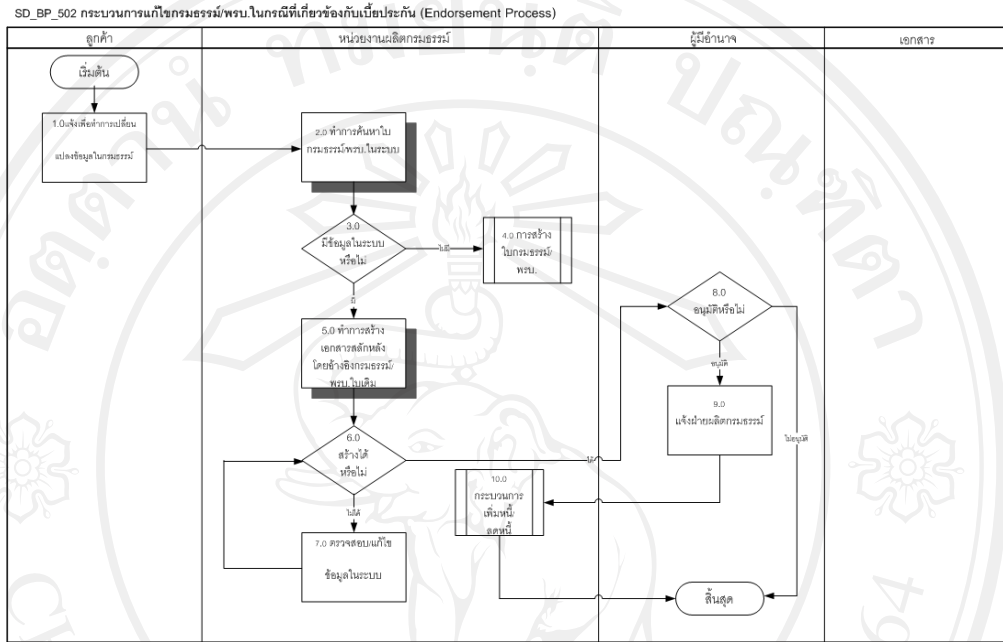 SD_BP_502 กระบวนการแก้ไขกรมธรรม์/พรบ.ในกรณีที่เกี่ยวข้องกับเบี้ยประกัน (Endorsement Process)
ลูกค้า
หน่วยงานผลิตกรมธรรม์
ผู้มีอำนาจ
เอกสาร
เริ่มต้น
1.0แจ้งเพื่อทำการเปลี่ยน
แปลงข้อมูลในกรมธรรม์
2.0 ทำการค้นหาใบ
กรมธรรม์/พรบ.ในระบบ
3.0
มีข้อมูลในระบบ
หรือไม่
ไม่มี
4.0 การสร้าง
ใบกรมธรรม์/
พรบ.
มี
5.0 ทำการสร้าง
เอกสารสลักหลัง
โดยอ้างอิงกรมธรรม์/
พรบ.ใบเดิม
6.0
สร้างได้
หรือไม่
ได้
ไม่ได้
7.0 ตรวจสอบ/แก้ไข
ข้อมูลในระบบ
8.0
อนุมัติหรือไม่
อนุมัติ
ไม่อนุมัติ
9.0
แจ้งฝ่ายผลิตกรมธรรม์
10.0
กระบวนการ
เพิ่มหนี้/
ลดหนี้
สิ้นสุด